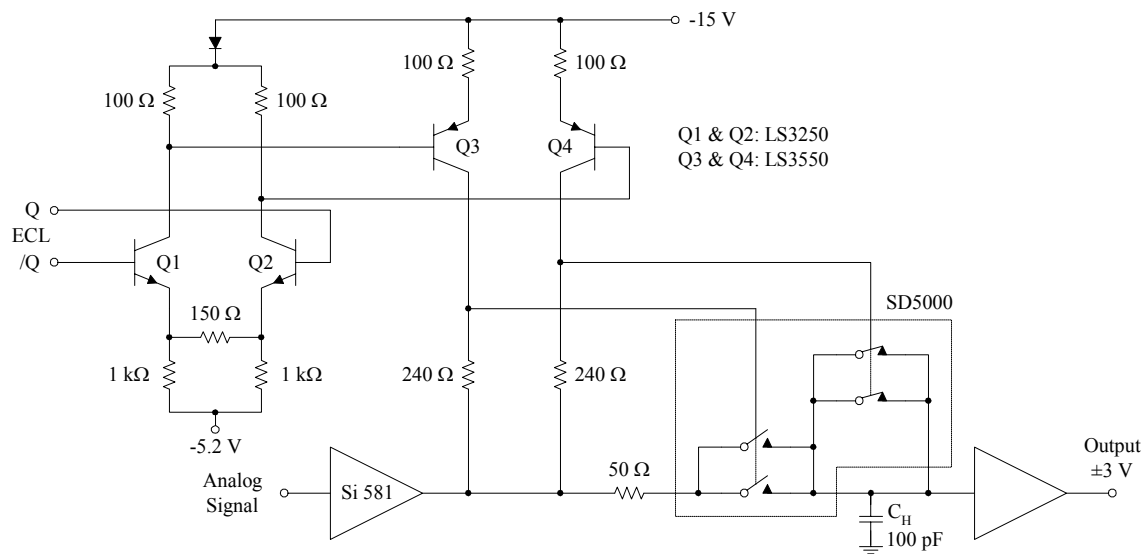 -15 V
100 Ω
100 Ω
100 Ω
100 Ω
Q3
Q4
Q1 & Q2: LS3250
Q3 & Q4: LS3550
Q
ECL
/Q
Q1
Q2
150 Ω
SD5000
1 kΩ
1 kΩ
240 Ω
240 Ω
-5.2 V
Analog
Signal
Si 581
50 Ω
Output
±3 V
CH
100 pF